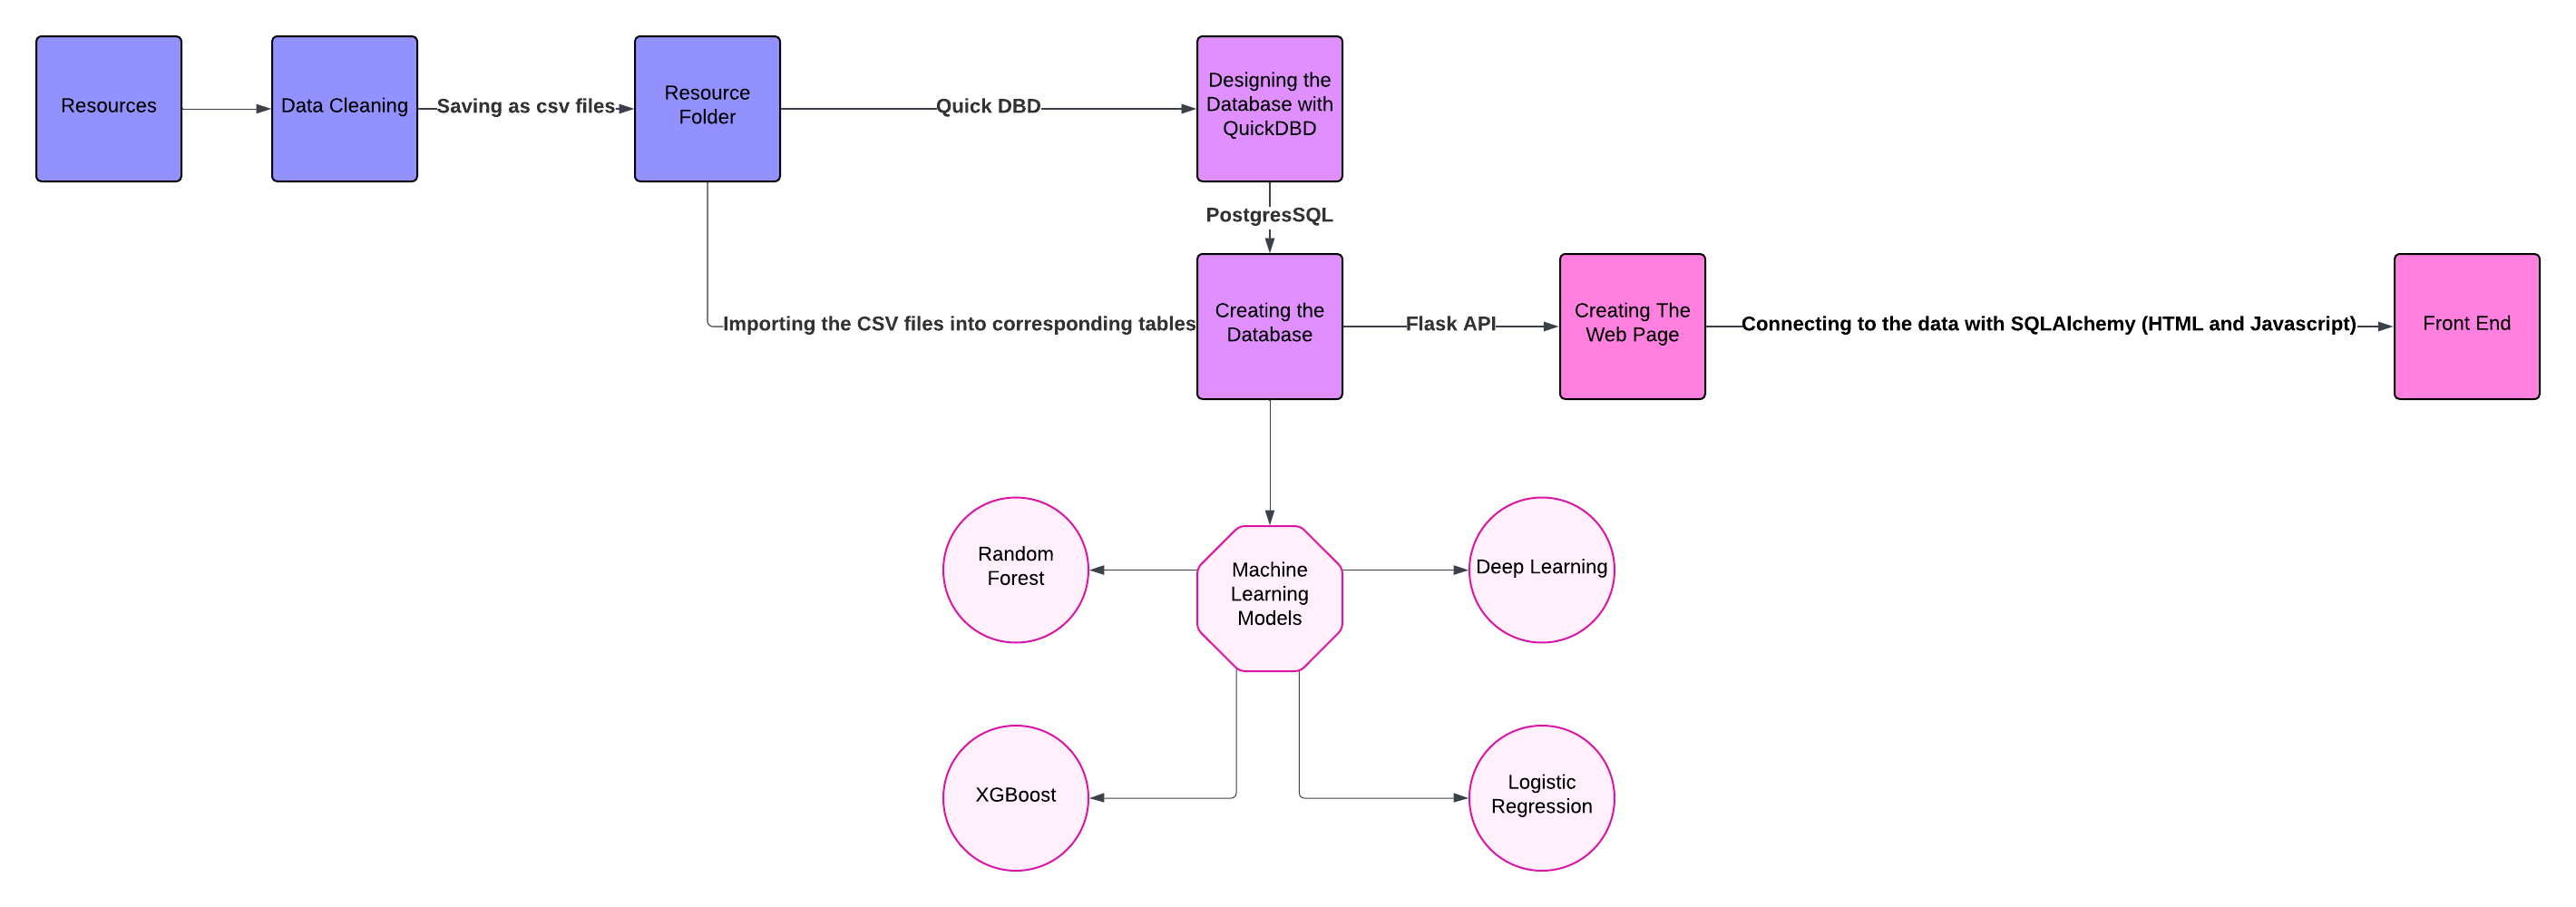 Resources
Data Cleaning
Saving as csv files
Resource
Folder
Quick DBD
Designing the
Database with
QuickDBD
PostgresSQL
Importing the CSV files into corresponding tables
Creating the
Database
Flask API
Creating The
Web Page
Connecting to the data with SQLAlchemy (HTML and Javascript)
Front End
Random
Forest
Machine
Learning
Models
Deep Learning
XGBoost
Logistic
Regression